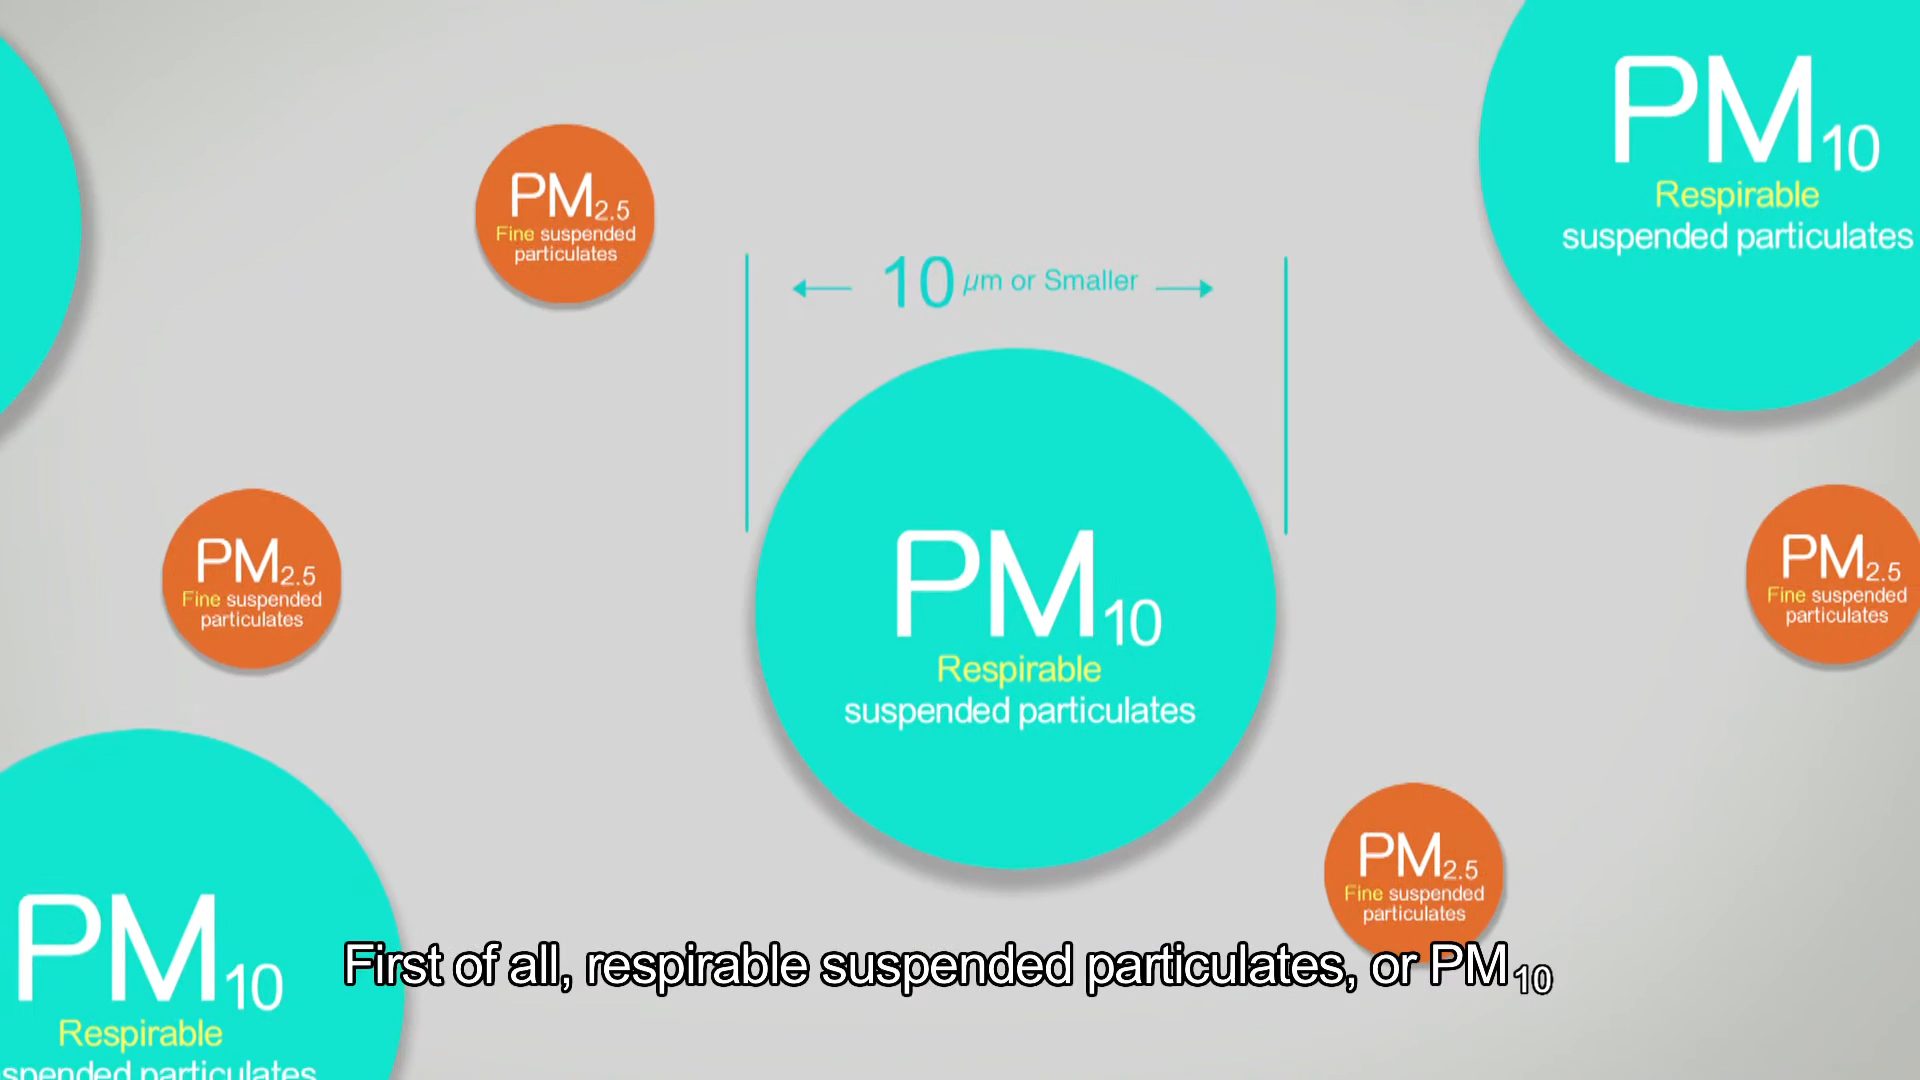 PM10
Respirable
suspended particulates
PM2.5
Fine suspended
particulates
10 µm or Smaller
PM2.5
Fine suspended
particulates
PM10
Respirable
suspended particulates
PM2.5
Fine suspended
particulates
PM2.5
Fine suspended
particulates
PM10
Respirable
spended particulates
First of all, respirable suspended particulates, or PM10